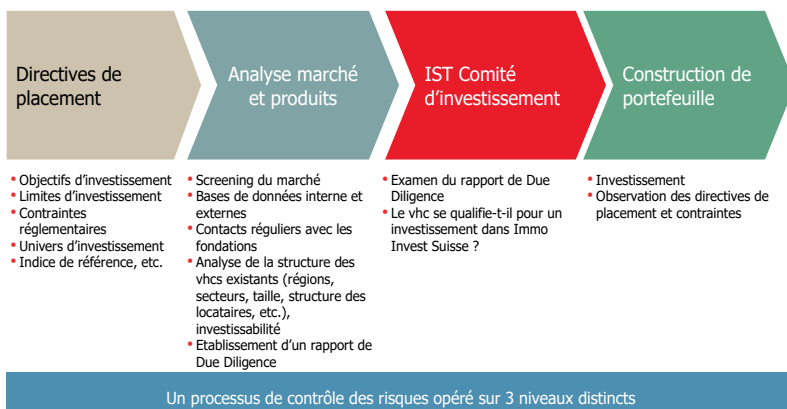 Directives de
placement
Analyse marché
et produits
IST Comité
d’investissement
Construction de
portefeuille
• Objectifs d’investissement
• Limites d’investissement
• Contraintes
réglementaires
• Univers d’investissement
• Indice de référence, etc.
• Screening du marché
• Bases de données interne et
externes
• Contacts réguliers avec les
fondations
• Analyse de la structure des
vhcs existants (régions,
secteurs, taille, structure des
locataires, etc.),
investissabilité
• Etablissement d’un rapport de
Due Diligence
• Examen du rapport de Due
Diligence
• Le vhc se qualifie-t-il pour un
investissement dans Immo
Invest Suisse ?
• Investissement
• Observation des directives de
placement et contraintes
Un processus de contrôle des risques opéré sur 3 niveaux distincts